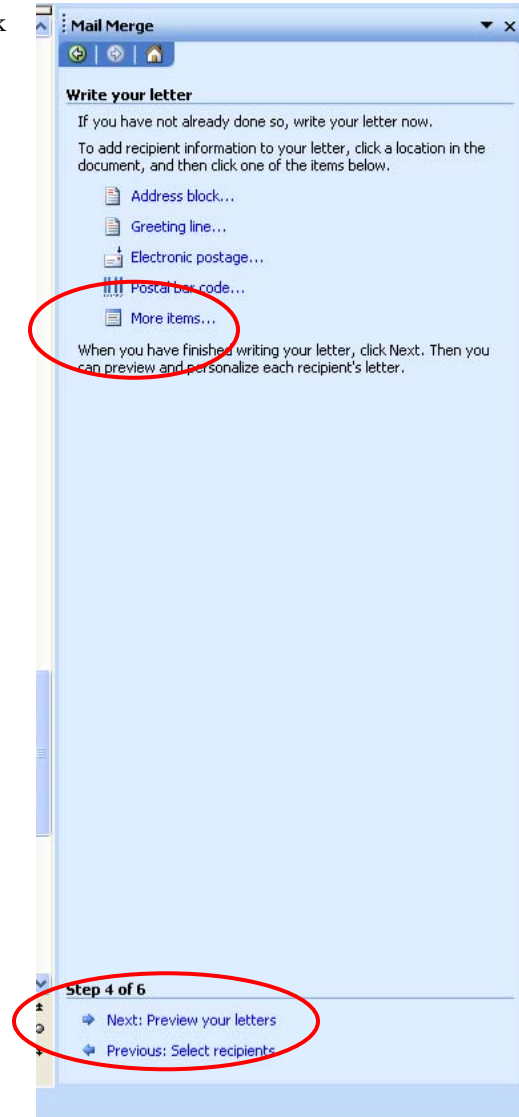 Mail Merge
Write your letter
If you have not already done so, write your letter now.
To add recipient information to your letter, click a location in the
document, and then click one of the items below.
Address block...
Greeting line...
Electronic postage...
Postal bar code...
More items...
When you have finished writing your letter, click Next. Then you
can preview and personalize each recipient's letter.
Step 4 of 6
Next: Preview your letters
Previous: Select recipients